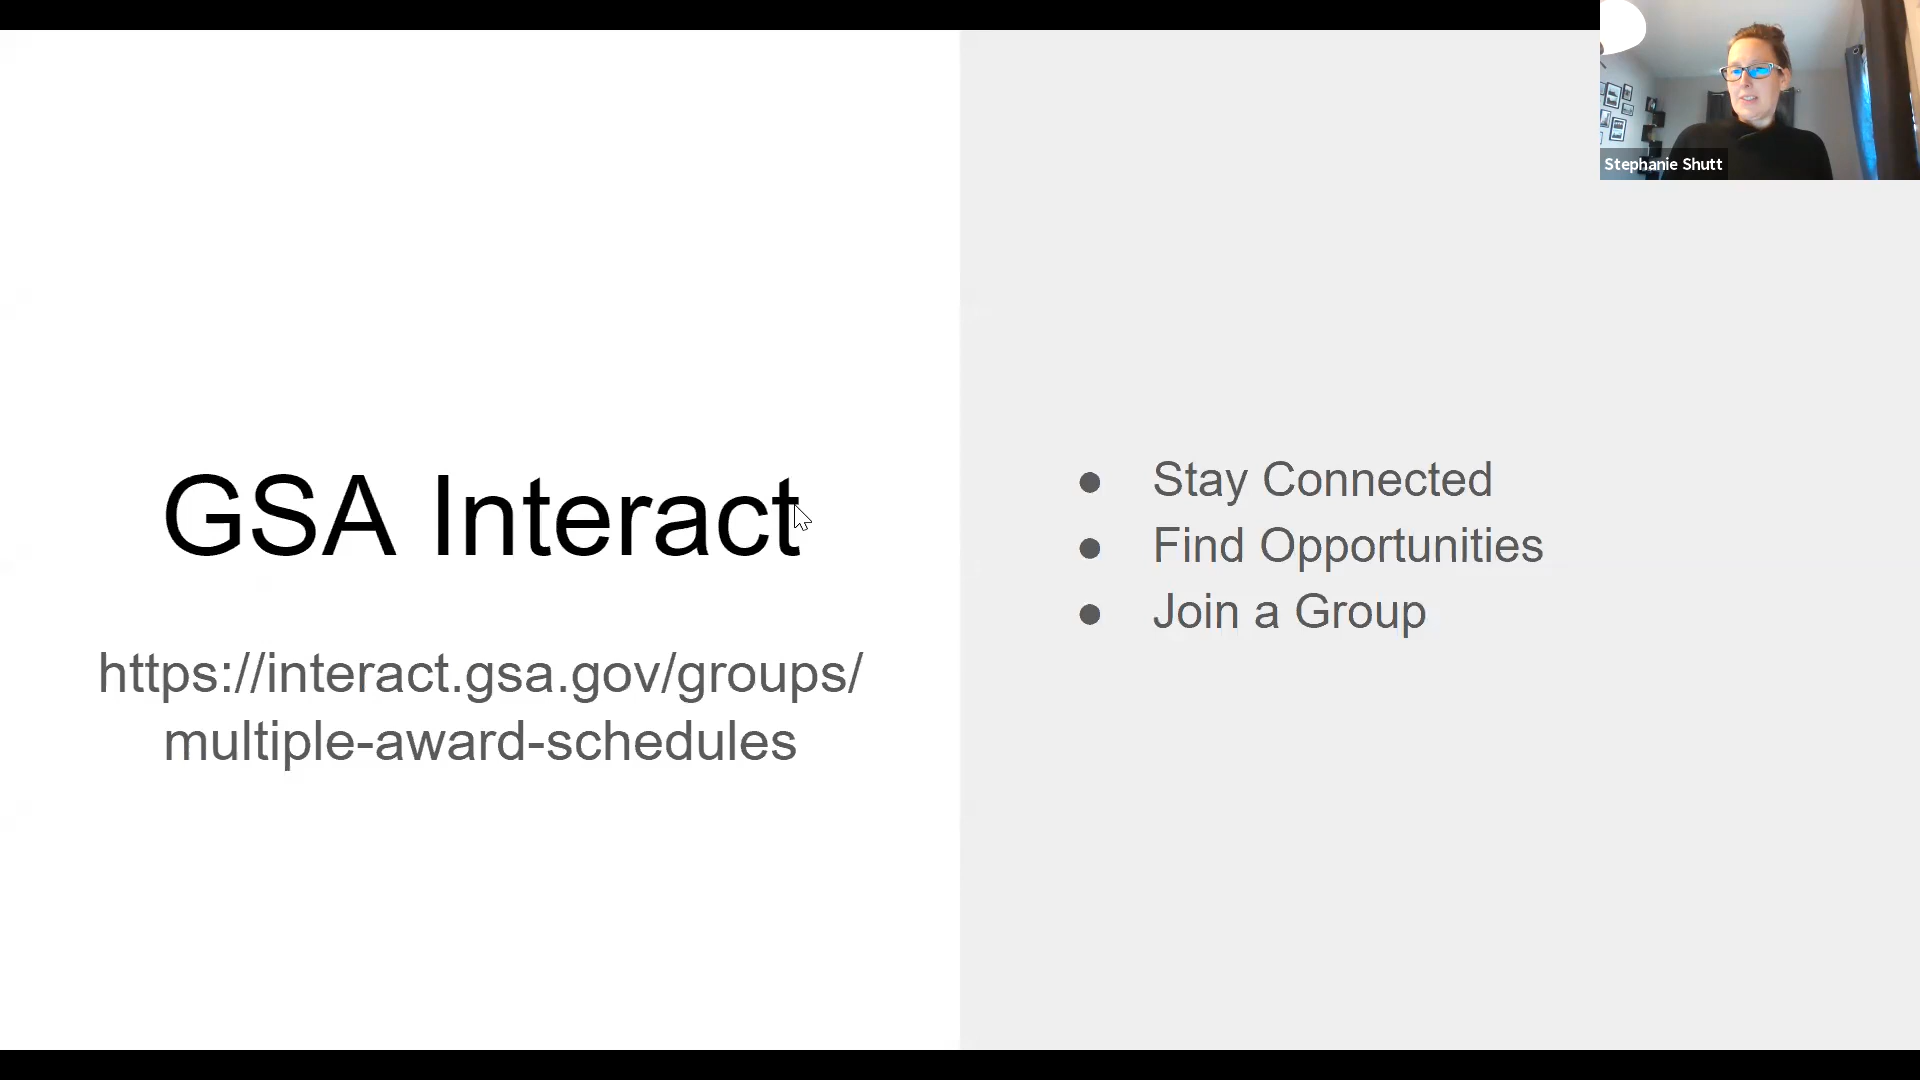 GSA Interact
https://interact.gsa.gov/groups/
multiple-award-schedules
● Stay Connected
● Find Opportunities
● Join a Group
Stephanie Shutt